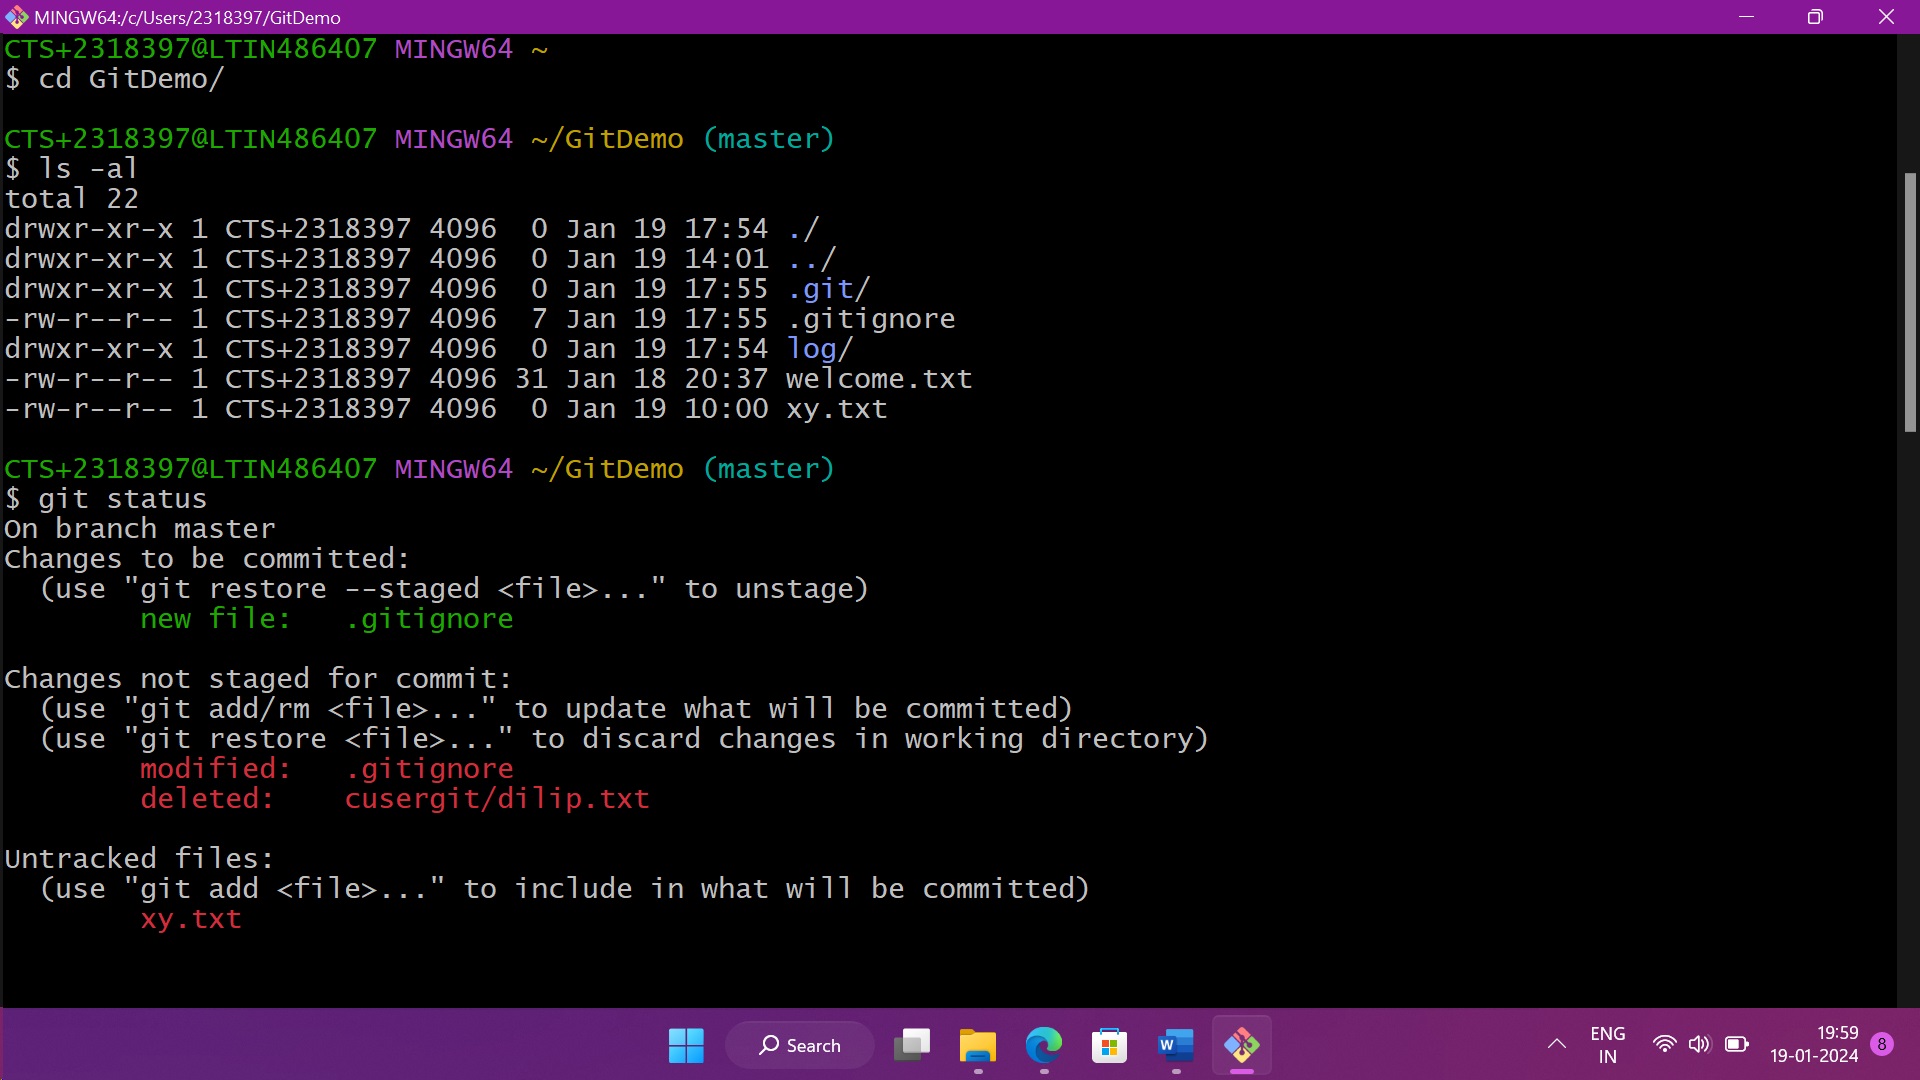 MINGW64:/c/Users/2318397/GitDemo
CTS+2318397@LTIN486407 MINGW64 ~
$ cd GitDemo/

CTS+2318397@LTIN486407 MINGW64 ~/GitDemo (master)
$ ls -al
total 22
drwxr-xr-x 1 CTS+2318397 4096  0 Jan 19 17:54 ./
drwxr-xr-x 1 CTS+2318397 4096  0 Jan 19 14:01 ../
drwxr-xr-x 1 CTS+2318397 4096  0 Jan 19 17:55 .git/
-rw-r--r-- 1 CTS+2318397 4096  7 Jan 19 17:55 .gitignore
drwxr-xr-x 1 CTS+2318397 4096  0 Jan 19 17:54 log/
-rw-r--r-- 1 CTS+2318397 4096 31 Jan 18 20:37 welcome.txt
-rw-r--r-- 1 CTS+2318397 4096  0 Jan 19 10:00 xy.txt

CTS+2318397@LTIN486407 MINGW64 ~/GitDemo (master)
$ git status
On branch master
Changes to be committed:
  (use "git restore --staged <file>..." to unstage)
        new file:   .gitignore

Changes not staged for commit:
  (use "git add/rm <file>..." to update what will be committed)
  (use "git restore <file>..." to discard changes in working directory)
        modified:   .gitignore
        deleted:    cusergit/dilip.txt

Untracked files:
  (use "git add <file>..." to include in what will be committed)
        xy.txt

Search
W
ENG
IN
19:59
19-01-2024
8